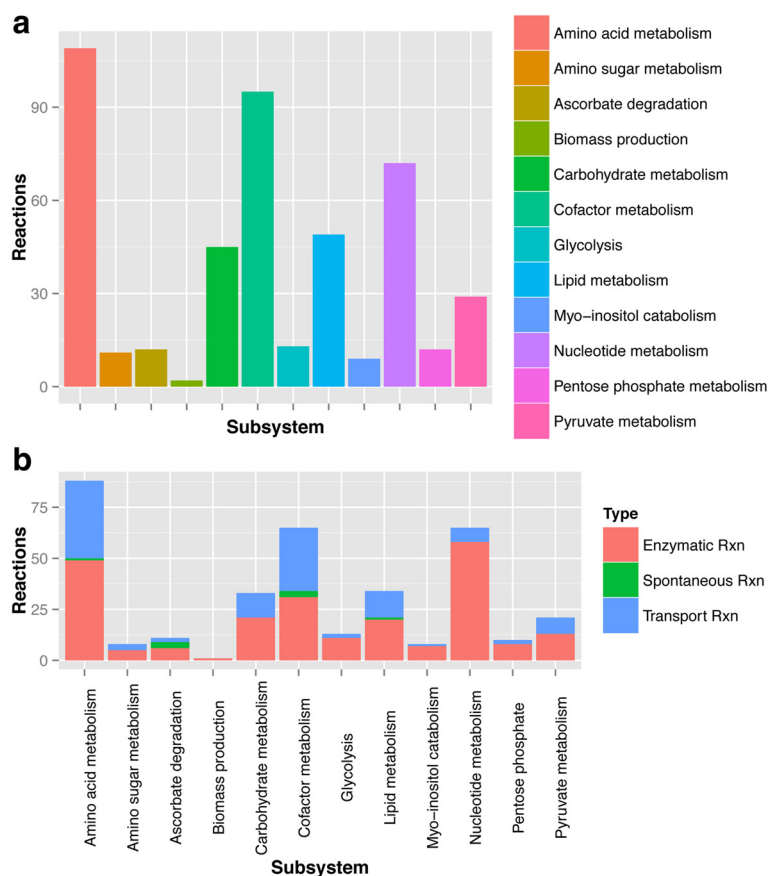 a
Reactions
90
60
30
0
Subsystem
Amino acid metabolism
Amino sugar metabolism
Ascorbate degradation
Biomass production
Carbohydrate metabolism
Cofactor metabolism
Glycolysis
Lipid metabolism
Myo−inositol catabolism
Nucleotide metabolism
Pentose phosphate metabolism
Pyruvate metabolism
b
Reactions
75
50
25
0
Amino acid metabolism
Amino sugar metabolism
Ascorbate degradation
Biomass production
Carbohydrate metabolism
Cofactor metabolism
Glycolysis
Lipid metabolism
Myo−inositol catabolism
Nucleotide metabolism
Pentose phosphate
Pyruvate metabolism
Subsystem
Type
Enzymatic Rxn
Spontaneous Rxn
Transport Rxn